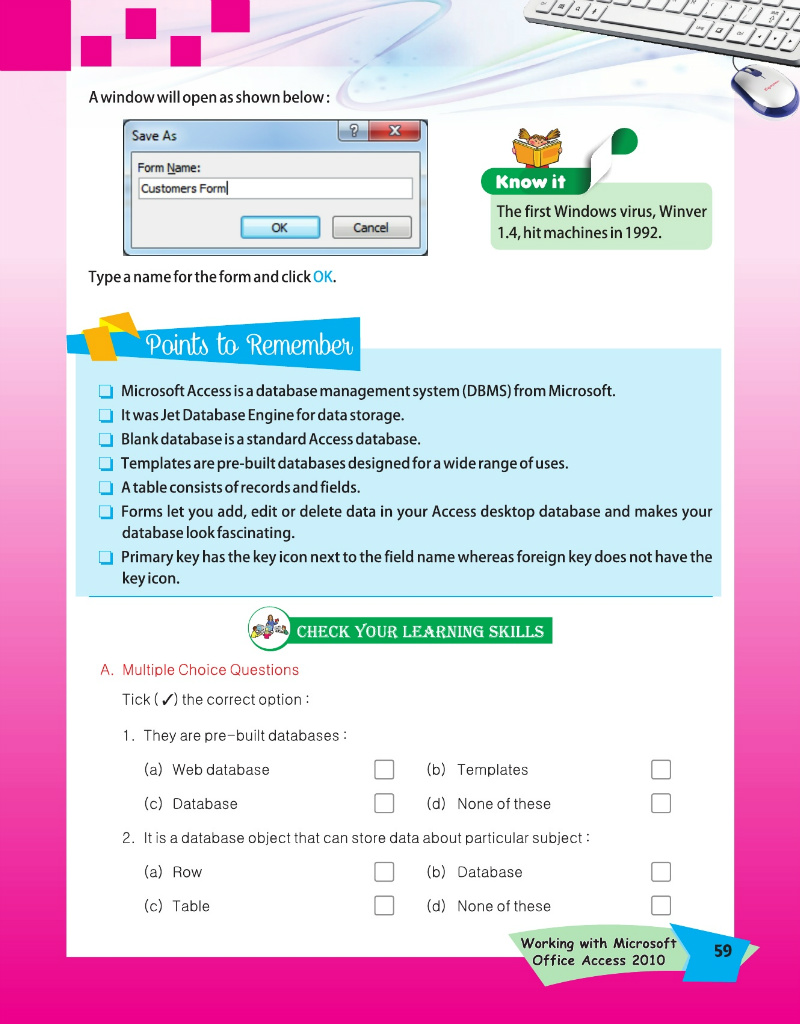 A window will open as shown below :
Save As
?
X
Form Name:
Customers Form
OK
Cancel
Know it
The first Windows virus, Winver
1.4, hit machines in 1992.
Type a name for the form and click OK.
Points to Remember
Microsoft Access is a database management system (DBMS) from Microsoft.
It was Jet Database Engine for data storage.
Blank database is a standard Access database.
Templates are pre-built databases designed for a wide range of uses.
A table consists of records and fields.
Forms let you add, edit or delete data in your Access desktop database and makes your
database look fascinating.
Primary key has the key icon next to the field name whereas foreign key does not have the
key icon.
CHECK YOUR LEARNING SKILLS
A. Multiple Choice Questions
Tick (✓) the correct option :
1. They are pre-built databases :
(a) Web database (b) Templates
(c) Database (d) None of these
2. It is a database object that can store data about particular subject :
(a) Row (b) Database
(c) Table (d) None of these
Working with Microsoft
Office Access 2010
59